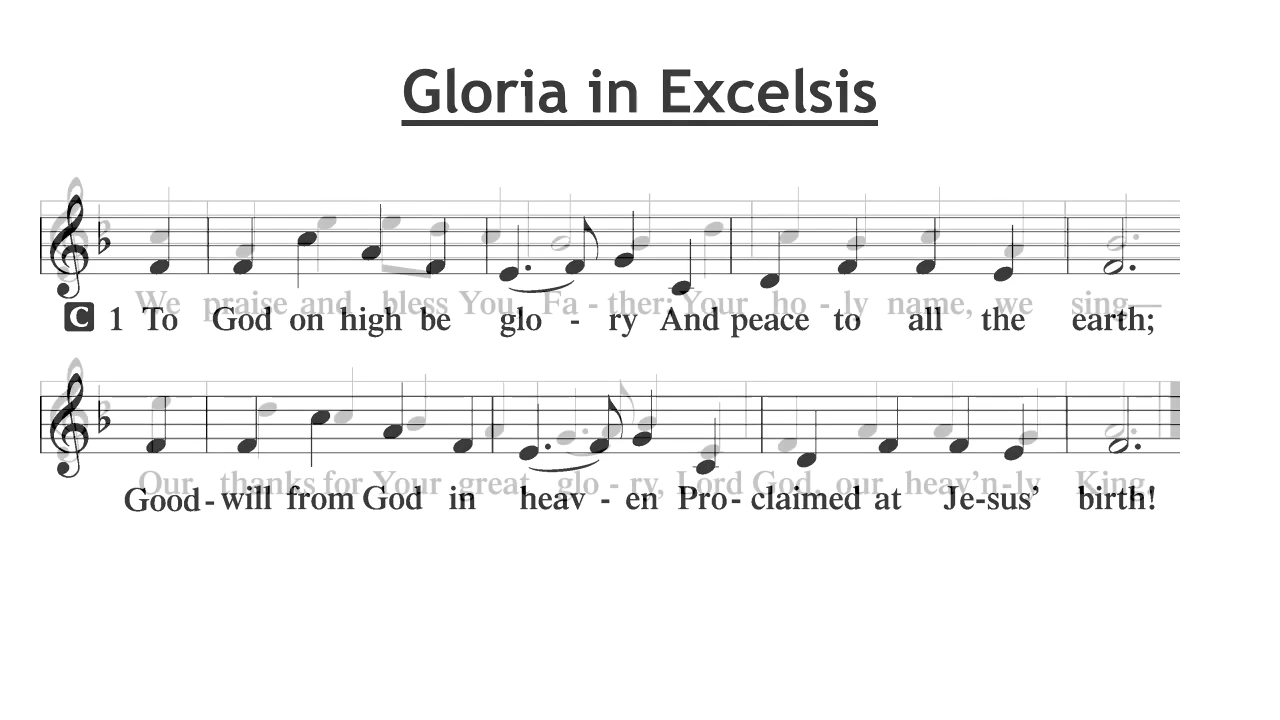 Gloria in Excelsis
We praise and bless You, Fa - ther; Your ho - ly name, we sing—
C 1 To God on high be glo - ry And peace to all the earth;
Our thanks for Your great glo - ry, Lord God, our heav'n - ly King.
Good - will from God in heav - en Pro - claimed at Je - sus' birth!